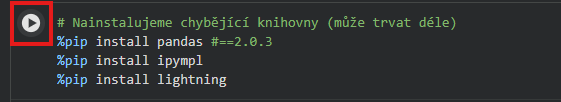 # Nainstalujeme chybějící knihovny (může trvat déle)
%pip install pandas #==2.0.3
%pip install ipympl
%pip install lightning